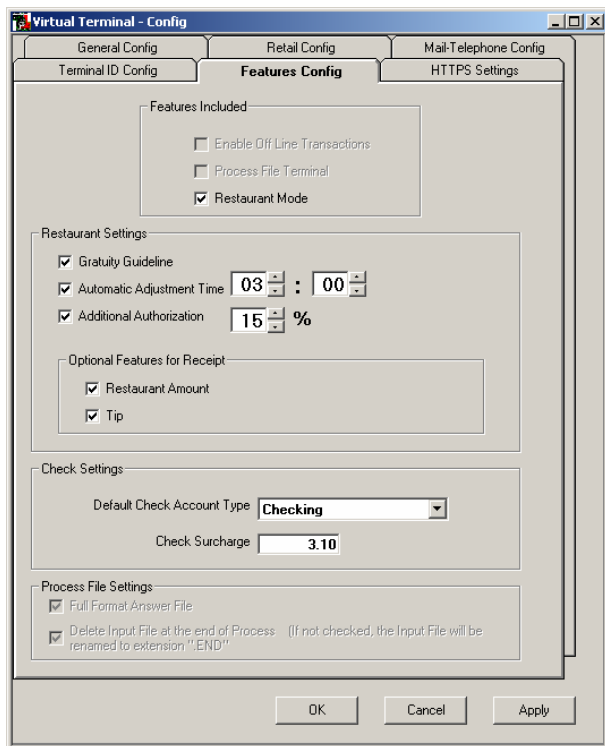 Virtual Terminal - Config
General Config Retail Config Mail-Telephone Config
Terminal ID Config Features Config HTTPS Settings
Features Included
Enable Off Line Transactions
Process File Terminal
Restaurant Mode
Restaurant Settings
Gratuity Guideline
Automatic Adjustment Time 03 : 00
Additional Authorization 15 %
Optional Features for Receipt
Restaurant Amount
Tip
Check Settings
Default Check Account Type Checking
Check Surcharge 3.10
Process File Settings
Full Format Answer File
Delete Input File at the end of Process (If not checked, the Input File will be
renamed to extension ".END"
OK Cancel Apply